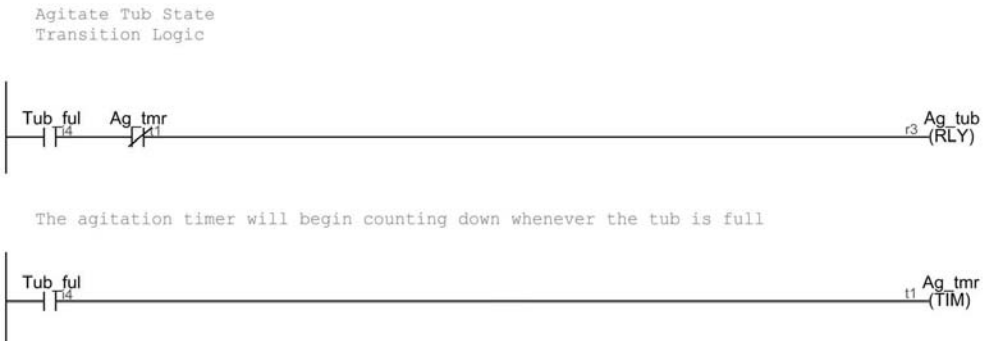 Agitate Tub State
Transition Logic
Tub_ful Ag_tmr Ag_tub
i4 t1 r3 (RLY)
The agitation timer will begin counting down whenever the tub is full
Tub_ful Ag_tmr
i4 t1 (TIM)